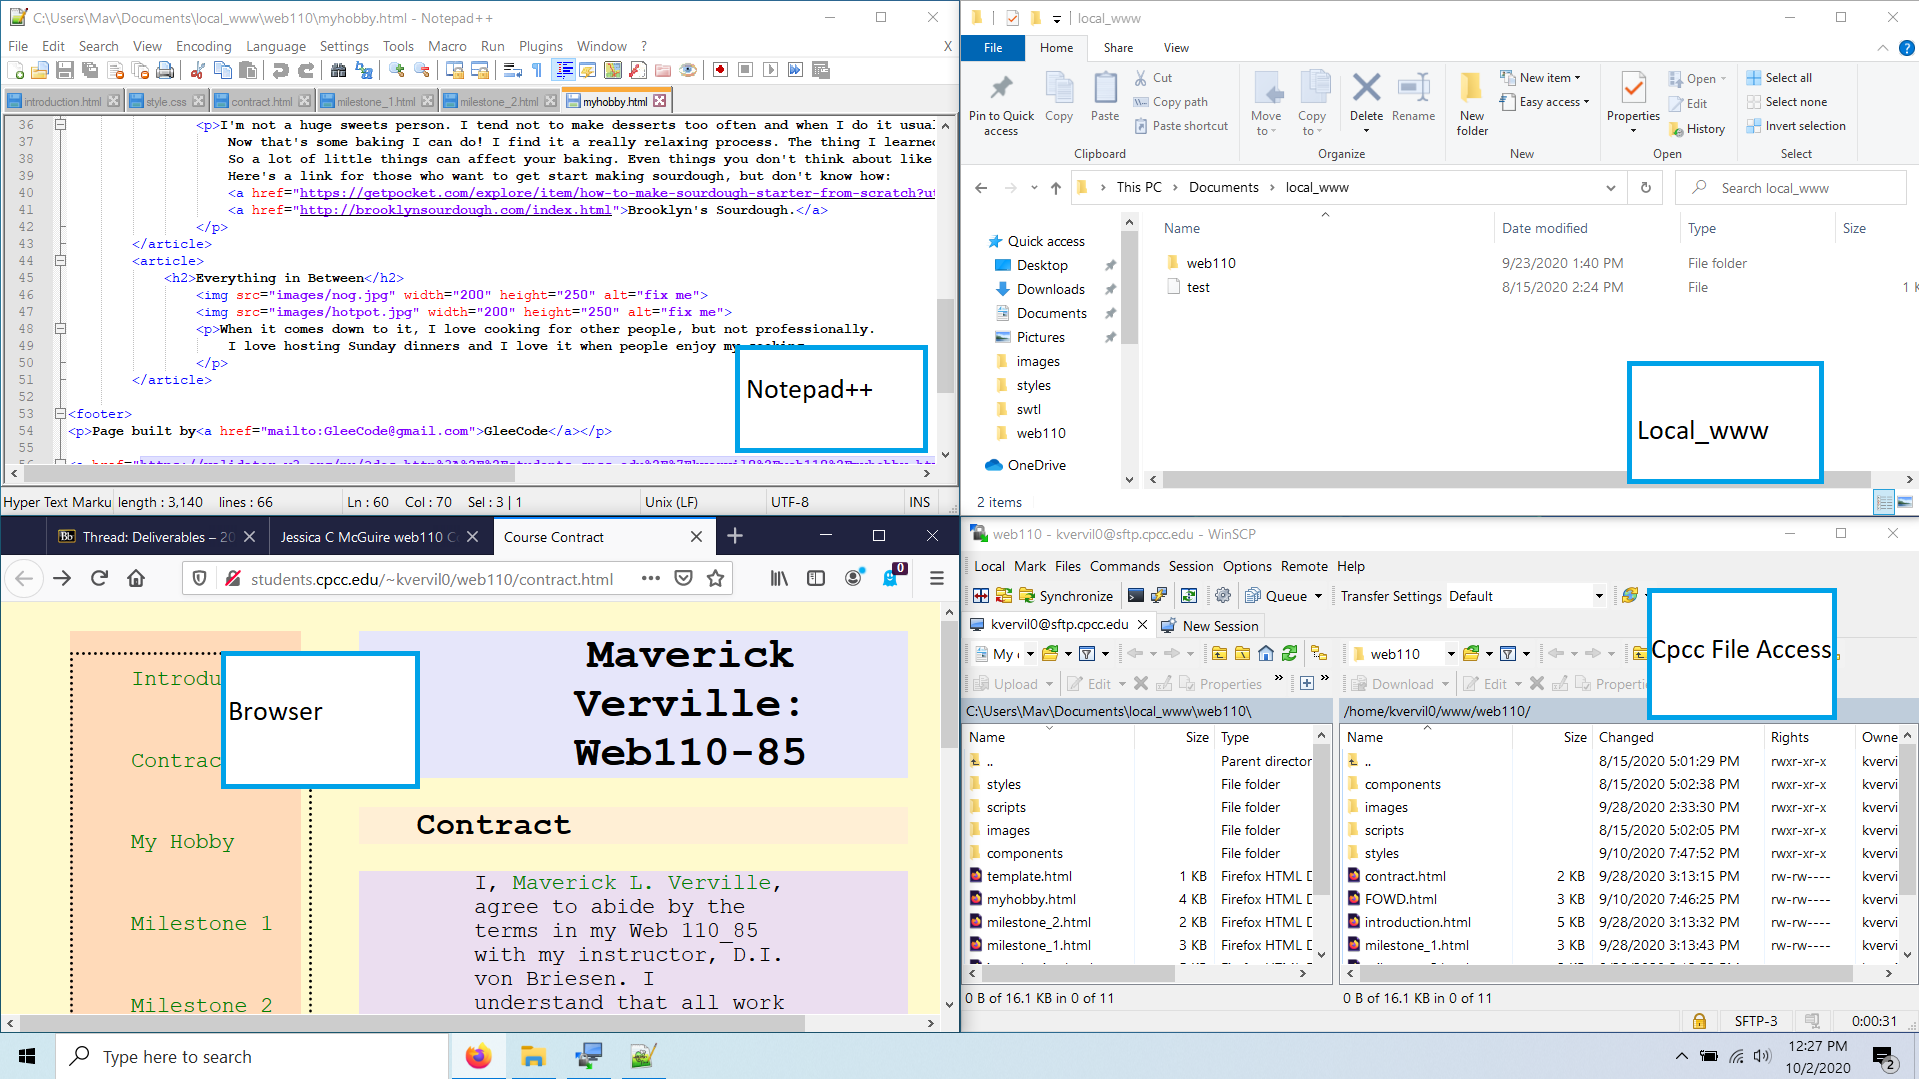 C:\Users\Mav\Documents\local_www\web110\myhobby.html - Notepad++
File Edit Search View Encoding Language Settings Tools Macro Run Plugins Window ? X
introduction.html style.css contract.html milestone_1.html milestone_2.html myhobby.html
36 <p>I'm not a huge sweets person. I tend not to make desserts too often and when I do it usual
37 Now that's some baking I can do! I find it a really relaxing process. The thing I learned
38 So a lot of little things can affect your baking. Even things you don't think about like
39 Here's a link for those who want to get start making sourdough, but don't know how:
40 <a href="https://getpocket.com/explore/item/how-to-make-sourdough-starter-from-scratch?ut
41 <a href="http://brooklynsourdough.com/index.html">Brooklyn's Sourdough.</a>
42 </p>
43 </article>
44 <article>
45 <h2>Everything in Between</h2>
46 <img src="images/nog.jpg" width="200" height="250" alt="fix me">
47 <img src="images/hotpot.jpg" width="200" height="250" alt="fix me">
48 <p>When it comes down to it, I love cooking for other people, but not professionally.
49 I love hosting Sunday dinners and I love it when people enjoy my
50 </p>
51 </article>
52
53 <footer>
54 <p>Page built by<a href="mailto:GleeCode@gmail.com">GleeCode</a></p>
55
Notepad++
Hyper Text Marku length : 3,140 lines : 66 Ln : 60 Col : 70 Sel : 3 | 1 Unix (LF) UTF-8 INS
local_www
File Home Share View
Pin to Quick access
Copy
Paste
Cut
Copy path
Paste shortcut
Clipboard
Move to
Copy to
Delete
Rename
Organize
New folder
New item
Easy access
New
Properties
Open
Edit
History
Open
Select all
Select none
Invert selection
Select
This PC > Documents > local_www
Search local_www
Name Date modified Type Size
web110 9/23/2020 1:40 PM File folder
test 8/15/2020 2:24 PM File 1 K
Quick access
Desktop
Downloads
Documents
Pictures
images
styles
swtl
web110
OneDrive
Local_www
2 items
Bb Thread: Deliverables – 20 Jessica C McGuire web110 Co Course Contract
students.cpcc.edu/~kvervil0/web110/contract.html
0
Introdu
Contrac
My Hobby
Milestone 1
Milestone 2
Browser
Maverick
Verville:
Web110-85
Contract
I, Maverick L. Verville,
agree to abide by the
terms in my Web 110_85
with my instructor, D.I.
von Briesen. I
understand that all work
web110 - kvervil0@sftp.cpcc.edu - WinSCP
Local Mark Files Commands Session Options Remote Help
Synchronize Queue Transfer Settings Default
kvervil0@sftp.cpcc.edu New Session
My web110
Upload Edit Properties » Download Edit Properti
Cpcc File Access
C:\Users\Mav\Documents\local_www\web110\
Name Size Type
.. Parent director
styles File folder
scripts File folder
images File folder
components File folder
template.html 1 KB Firefox HTML D
myhobby.html 4 KB Firefox HTML D
milestone_2.html 2 KB Firefox HTML D
milestone_1.html 3 KB Firefox HTML D
0 B of 16.1 KB in 0 of 11
/home/kvervil0/www/web110/
Name Size Changed Rights Owne
.. 8/15/2020 5:01:29 PM rwxr-xr-x kvervi
components 8/15/2020 5:02:38 PM rwxr-xr-x kvervi
images 9/28/2020 2:33:30 PM rwxr-xr-x kvervi
scripts 8/15/2020 5:02:05 PM rwxr-xr-x kvervi
styles 9/10/2020 7:47:52 PM rwxr-xr-x kvervi
contract.html 2 KB 9/28/2020 3:13:15 PM rw-rw---- kvervi
FOWD.html 3 KB 9/10/2020 7:46:25 PM rw-rw---- kvervi
introduction.html 5 KB 9/28/2020 3:13:32 PM rw-rw---- kvervi
milestone_1.html 3 KB 9/28/2020 3:13:43 PM rw-rw---- kvervi
0 B of 16.1 KB in 0 of 11
SFTP-3 0:00:31
Type here to search
12:27 PM
10/2/2020
2